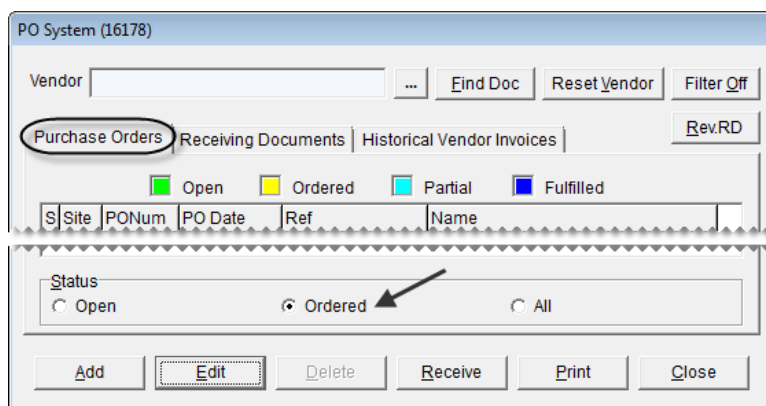 PO System (16178)
Vendor ... Find Doc Reset Vendor Filter Off
Rev.RD
Purchase Orders Receiving Documents Historical Vendor Invoices
Open Ordered Partial Fulfilled
S Site PONum PO Date Ref Name
Status
Open Ordered All
Add Edit Delete Receive Print Close